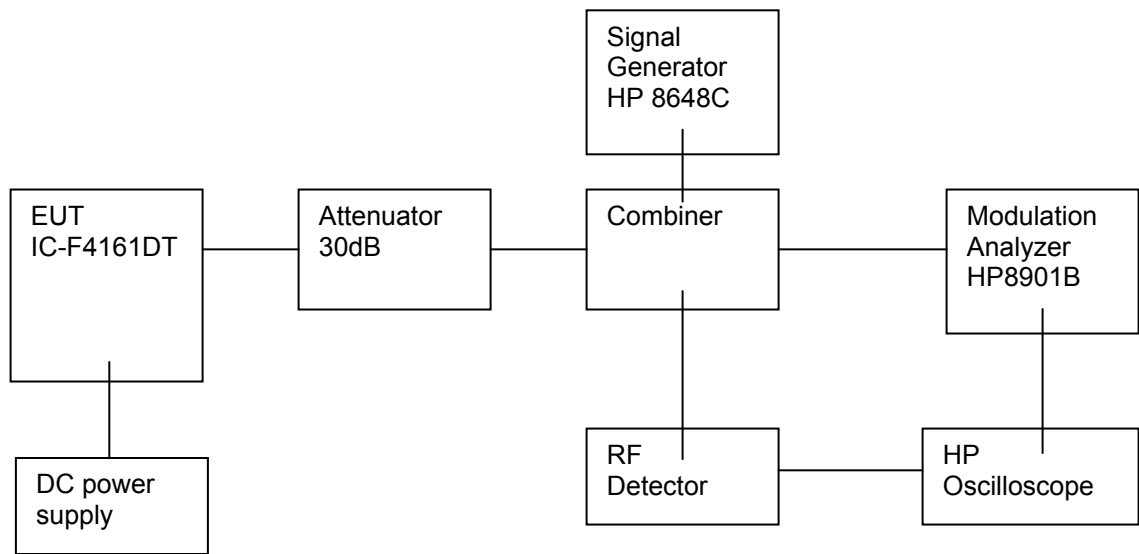 Signal
Generator
HP 8648C
EUT
IC-F4161DT
Attenuator
30dB
Combiner
Modulation
Analyzer
HP8901B
DC power
supply
RF
Detector
HP
Oscilloscope